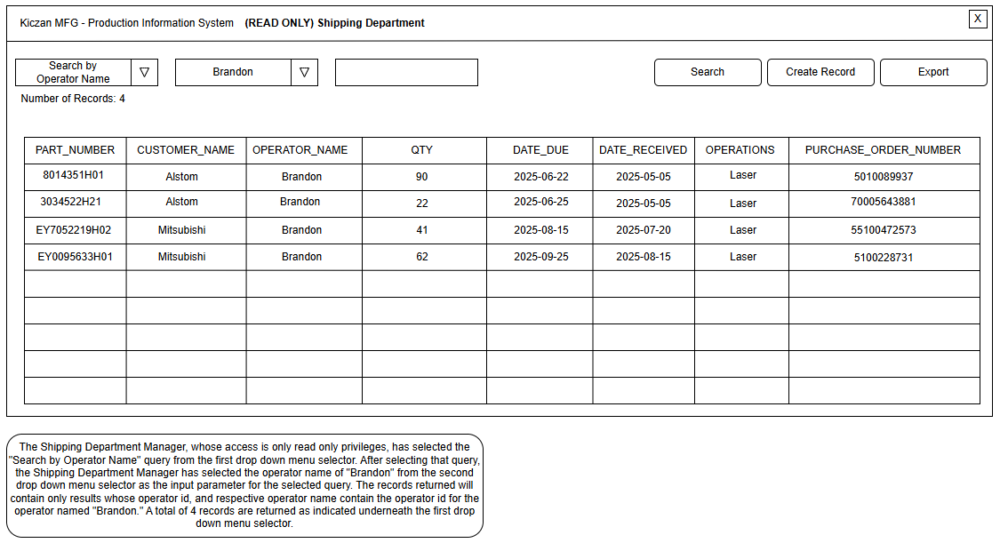 Kiczan MFG - Production Information System (READ ONLY) Shipping Department
X
Search by
Operator Name
▽
Brandon
▽
Search
Create Record
Export
Number of Records: 4
PART_NUMBER CUSTOMER_NAME OPERATOR_NAME QTY DATE_DUE DATE_RECEIVED OPERATIONS PURCHASE_ORDER_NUMBER
8014351H01 Alstom Brandon 90 2025-06-22 2025-05-05 Laser 5010089937
3034522H21 Alstom Brandon 22 2025-06-25 2025-05-05 Laser 70005643881
EY7052219H02 Mitsubishi Brandon 41 2025-08-15 2025-07-20 Laser 55100472573
EY0095633H01 Mitsubishi Brandon 62 2025-09-25 2025-08-15 Laser 5100228731
The Shipping Department Manager, whose access is only read only privileges, has selected the
"Search by Operator Name" query from the first drop down menu selector. After selecting that query,
the Shipping Department Manager has selected the operator name of "Brandon" from the second
drop down menu selector as the input parameter for the selected query. The records returned will
contain only results whose operator id, and respective operator name contain the operator id for the
operator named "Brandon." A total of 4 records are returned as indicated underneath the first drop
down menu selector.